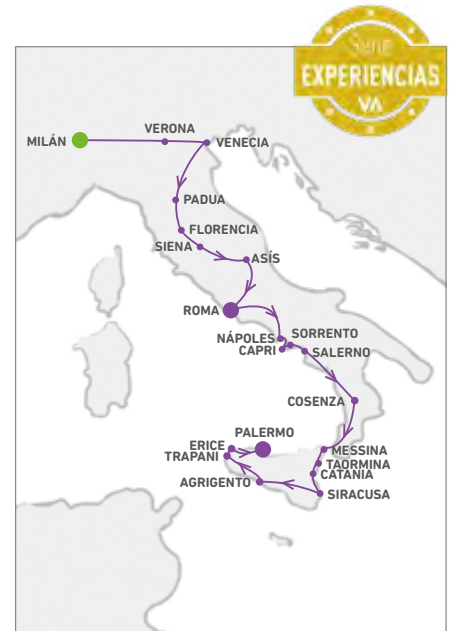 Serie
EXPERIENCIAS
VA
MILÁN
VERONA
VENECIA
PADUA
FLORENCIA
SIENA
ASÍS
ROMA
NÁPOLES
SORRENTO
CAPRI
SALERNO
COSENZA
PALERMO
ERICE
TRAPANI
MESSINA
TAORMINA
CATANIA
AGRIGENTO
SIRACUSA